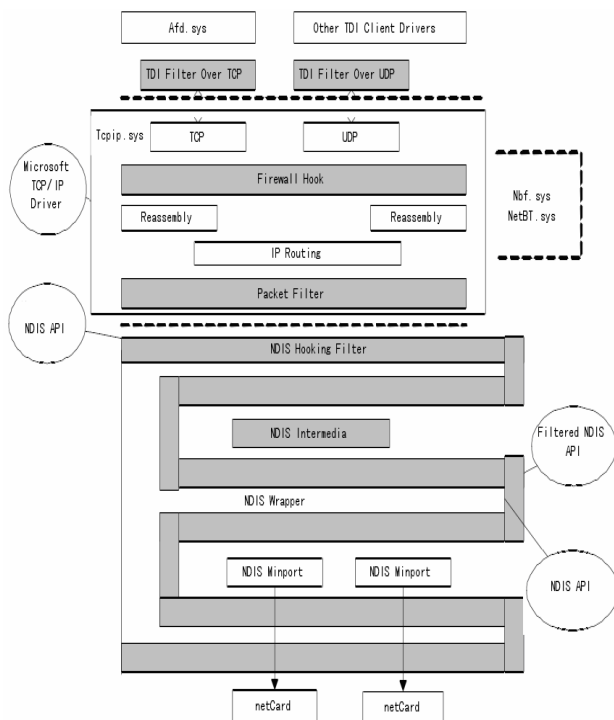 Afd.sys
Other TDI Client Drivers
TDI Filter Over TCP
TDI Filter Over UDP
Tcpip.sys
TCP
UDP
Microsoft
TCP/IP
Driver
Firewall Hook
Reassembly
Reassembly
Nbf.sys
NetBT.sys
IP Routing
Packet Filter
NDIS API
NDIS Hooking Filter
NDIS Intermedia
Filtered NDIS
API
NDIS Wrapper
NDIS Minport
NDIS Minport
NDIS API
netCard
netCard